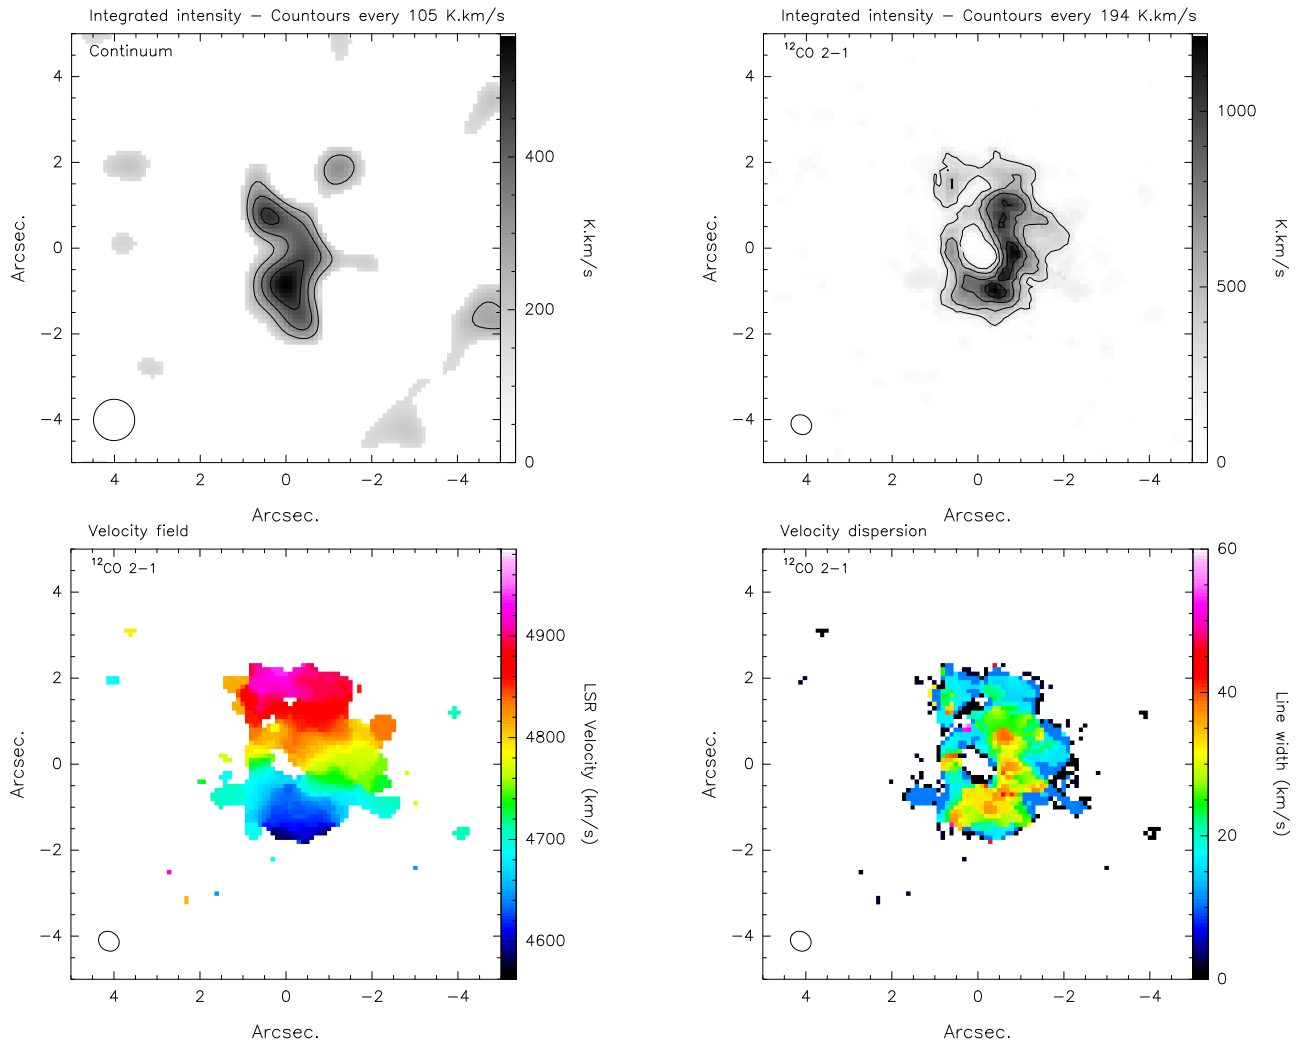 Integrated intensity – Countours every 105 K.km/s
Continuum
4
2
0
−2
−4
4
2
0
−2
−4
Arcsec.
Arcsec.
400
200
0
K.km/s
Integrated intensity – Countours every 194 K.km/s
¹²CO 2−1
4
2
0
−2
−4
4
2
0
−2
−4
Arcsec.
Arcsec.
1000
500
0
K.km/s
Velocity field
¹²CO 2−1
4
2
0
−2
−4
4
2
0
−2
−4
Arcsec.
Arcsec.
4900
4800
4700
4600
LSR Velocity (km/s)
Velocity dispersion
¹²CO 2−1
4
2
0
−2
−4
4
2
0
−2
−4
Arcsec.
Arcsec.
60
40
20
0
Line width (km/s)